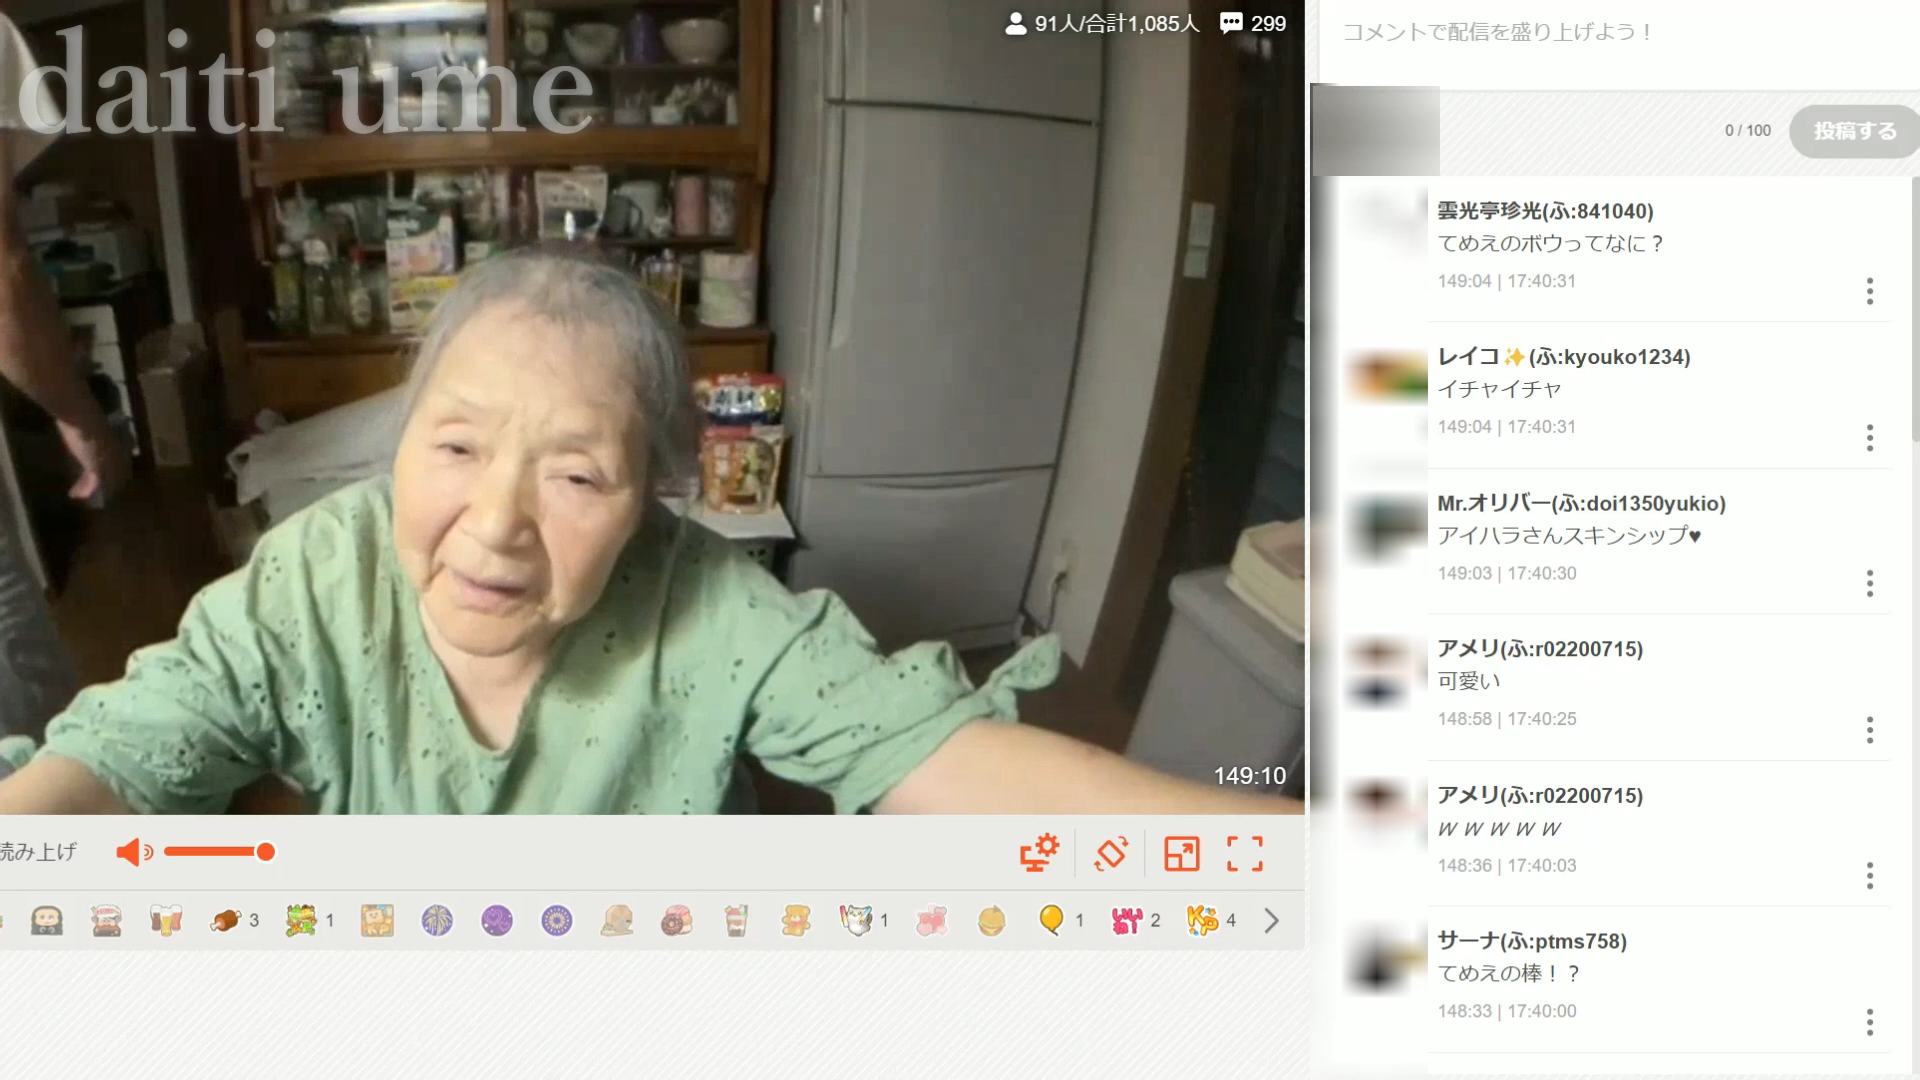 daiti ume
91人/合計1,085人 299
149:10
読み上げ
3
1
1
1
2
4
コメントで配信を盛り上げよう！
0 / 100
投稿する
雲光亭珍光(ふ:841040)
てめえのボウってなに？
149:04 | 17:40:31
レイコ✨(ふ:kyouko1234)
イチャイチャ
149:04 | 17:40:31
Mr.オリバー(ふ:doi1350yukio)
アイハラさんスキンシップ♥
149:03 | 17:40:30
アメリ(ふ:r02200715)
可愛い
148:58 | 17:40:25
アメリ(ふ:r02200715)
ｗｗｗｗｗ
148:36 | 17:40:03
サーナ(ふ:ptms758)
てめえの棒！？
148:33 | 17:40:00